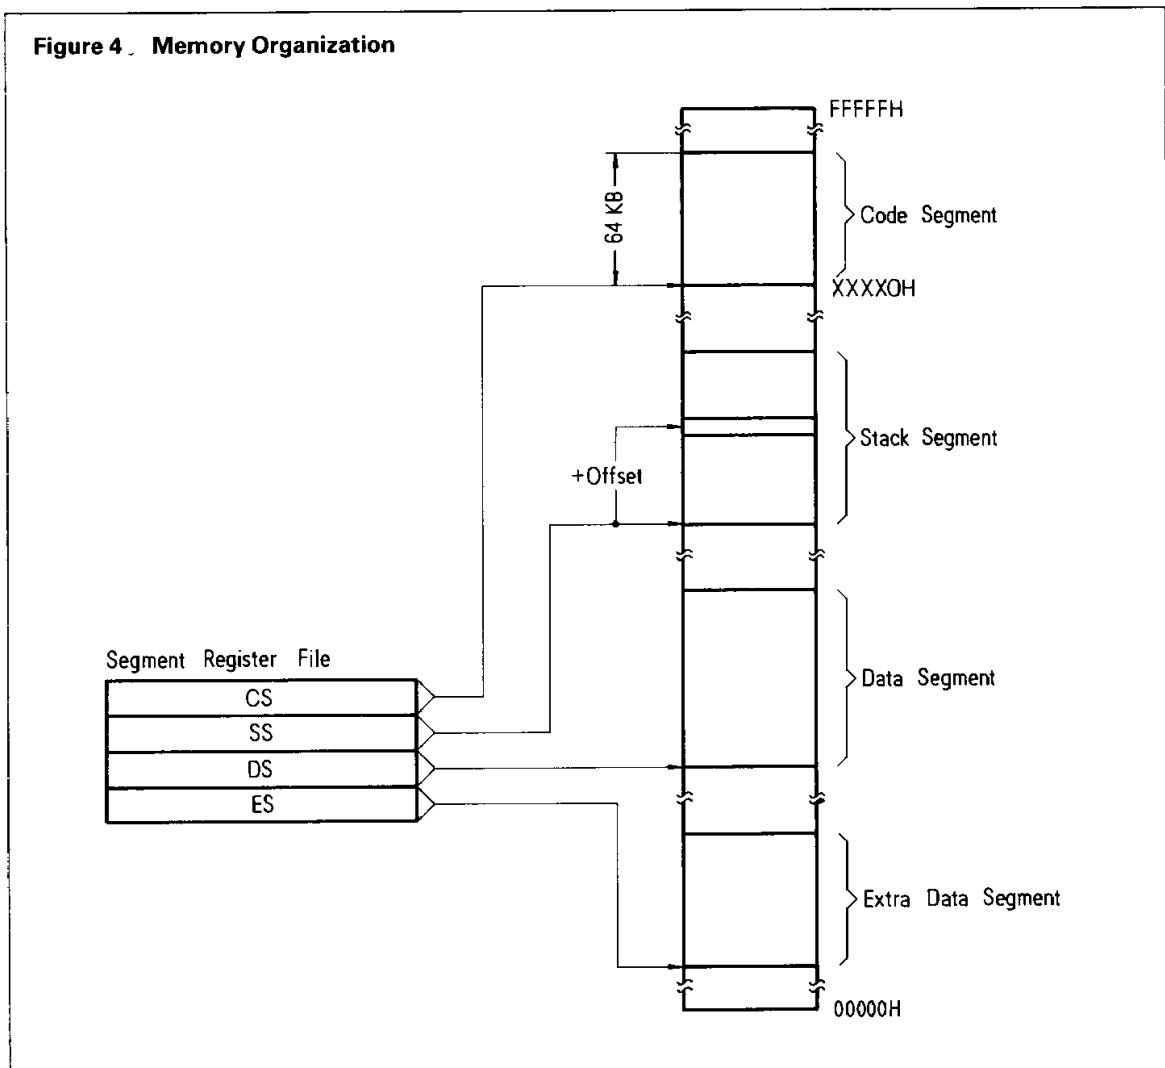 Figure 4. Memory Organization
FFFFFH
64 KB
Code Segment
XXXX0H
Stack Segment
+Offset
Data Segment
Segment Register File
CS
SS
DS
ES
Extra Data Segment
00000H